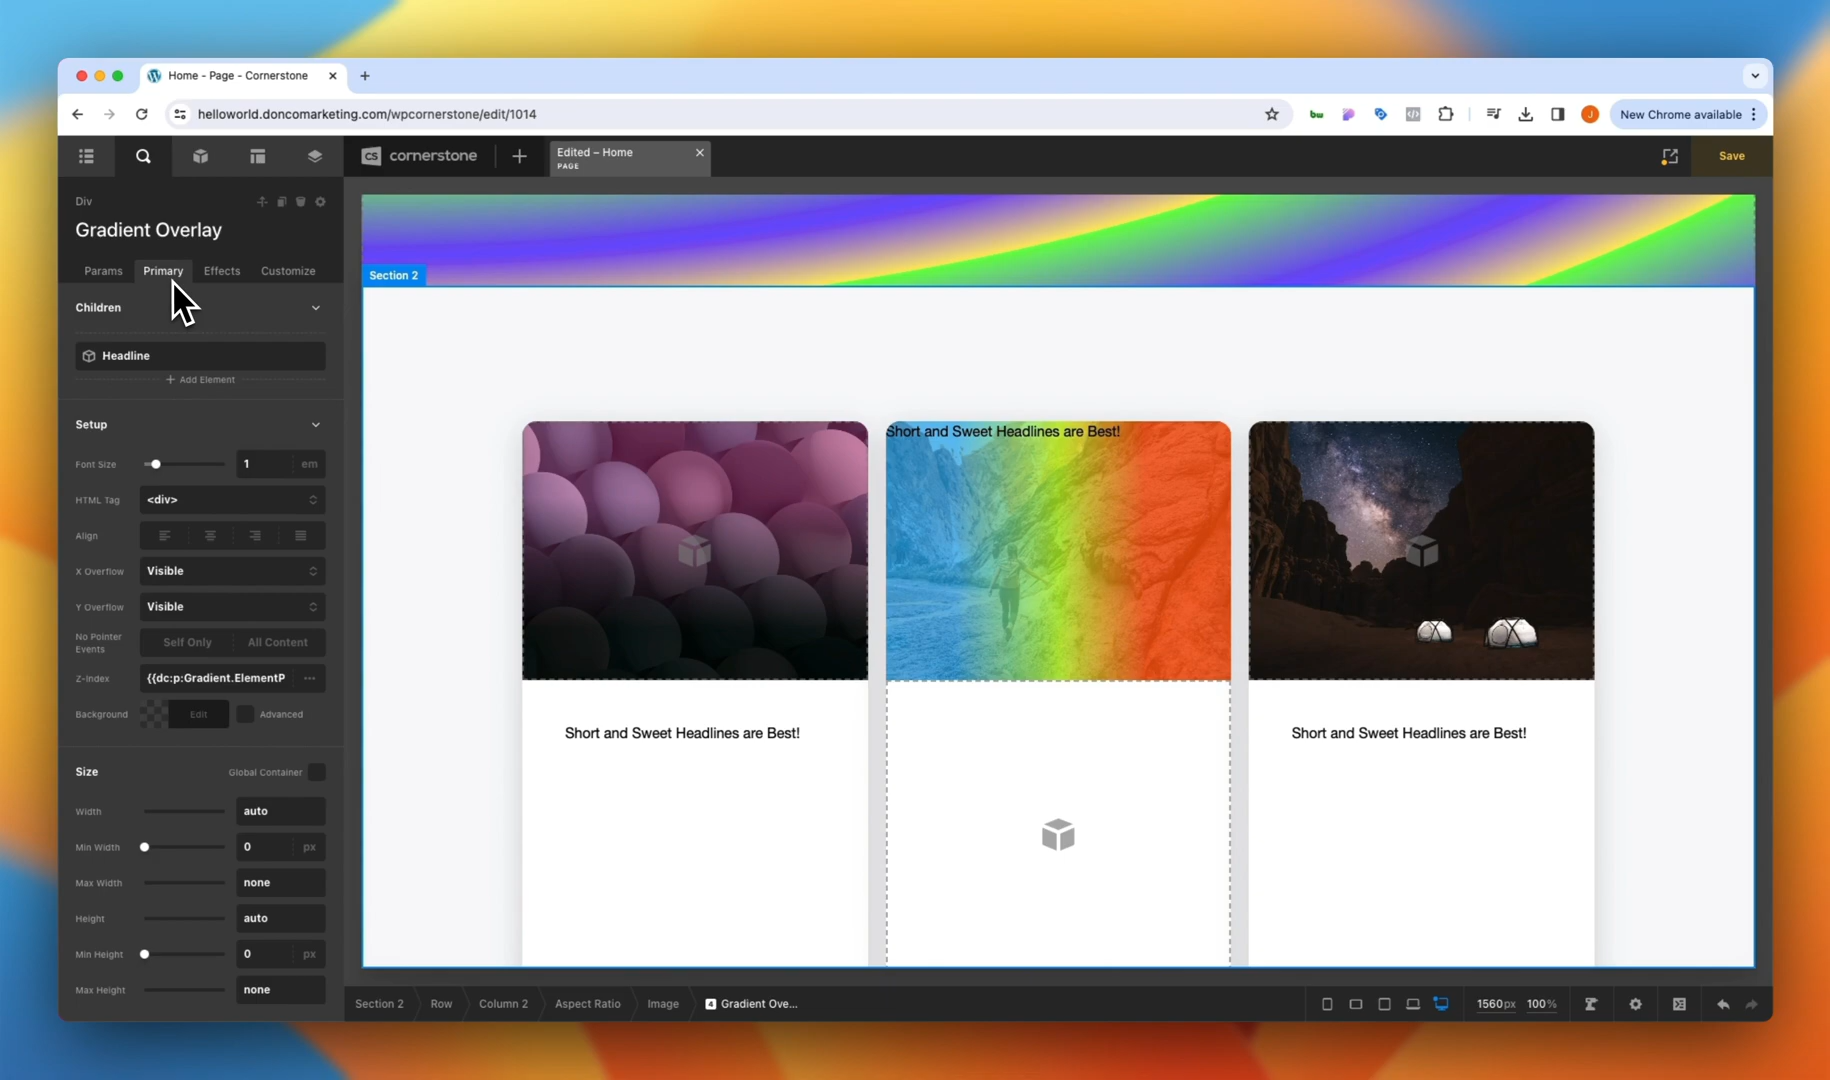 Home - Page - Cornerstone
helloworld.doncomarketing.com/wpcornerstone/edit/1014
bw
J
New Chrome available
CS cornerstone
Edited – Home
PAGE
Save
Div
Gradient Overlay
Params Primary Effects Customize
Children
Headline
Add Element
Setup
Font Size 1 em
HTML Tag <div>
Align
X Overflow Visible
Y Overflow Visible
No Pointer
Events
Self Only All Content
Z-Index {{dc:p:Gradient.ElementP
Background Edit Advanced
Size Global Container
Width auto
Min Width 0 px
Max Width none
Height auto
Min Height 0 px
Max Height none
Section 2
Short and Sweet Headlines are Best!
Short and Sweet Headlines are Best!
Short and Sweet Headlines are Best!
Section 2 Row Column 2 Aspect Ratio Image 4 Gradient Ove...
1560px 100%